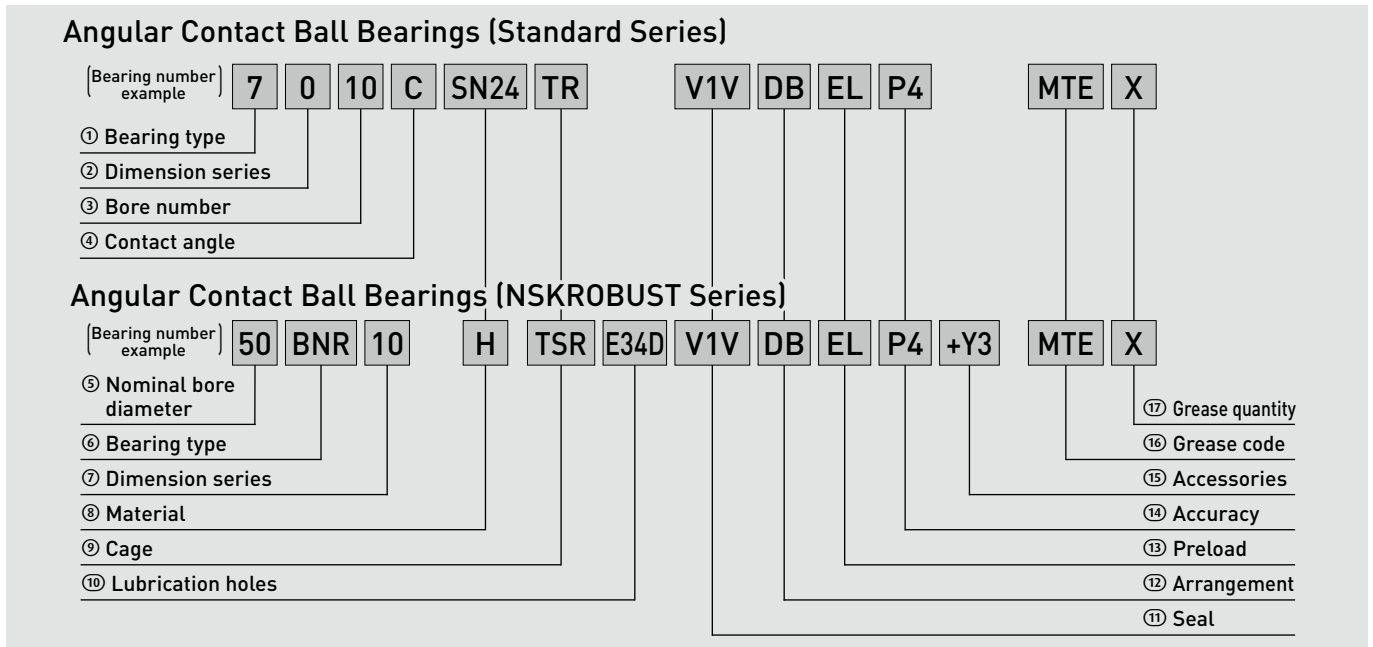 Angular Contact Ball Bearings (Standard Series)
(Bearing number example) 7 0 10 C SN24 TR V1V DB EL P4 MTE X
① Bearing type
② Dimension series
③ Bore number
④ Contact angle
Angular Contact Ball Bearings (NSKROBUST Series)
(Bearing number example) 50 BNR 10 H TSR E34D V1V DB EL P4 +Y3 MTE X
⑤ Nominal bore
diameter
⑥ Bearing type
⑦ Dimension series
⑧ Material
⑨ Cage
⑩ Lubrication holes
⑰ Grease quantity
⑯ Grease code
⑮ Accessories
⑭ Accuracy
⑬ Preload
⑫ Arrangement
⑪ Seal